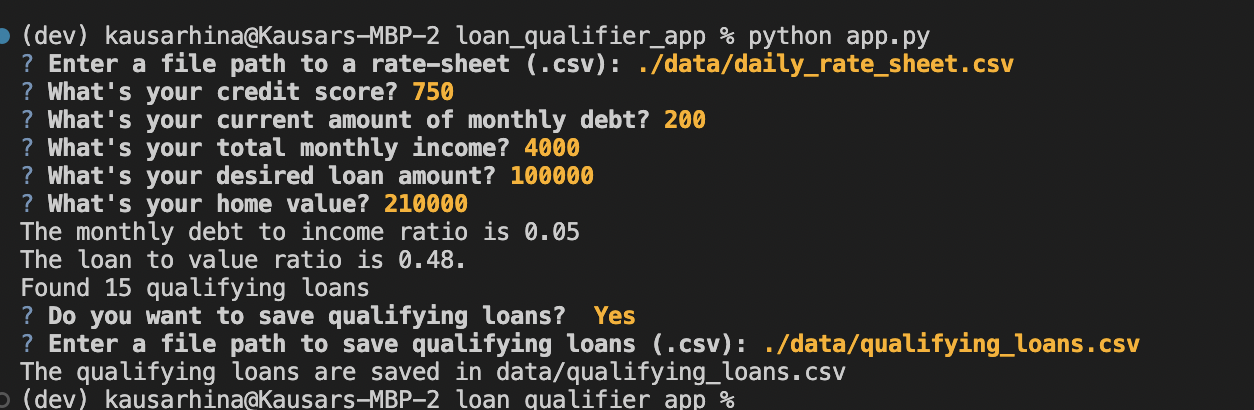 (dev) kausarhina@Kausars-MBP-2 loan_qualifier_app % python app.py
? Enter a file path to a rate-sheet (.csv): ./data/daily_rate_sheet.csv
? What's your credit score? 750
? What's your current amount of monthly debt? 200
? What's your total monthly income? 4000
? What's your desired loan amount? 100000
? What's your home value? 210000
The monthly debt to income ratio is 0.05
The loan to value ratio is 0.48.
Found 15 qualifying loans
? Do you want to save qualifying loans?  Yes
? Enter a file path to save qualifying loans (.csv): ./data/qualifying_loans.csv
The qualifying loans are saved in data/qualifying_loans.csv
(dev) kausarhina@Kausars-MBP-2 loan_qualifier_app %